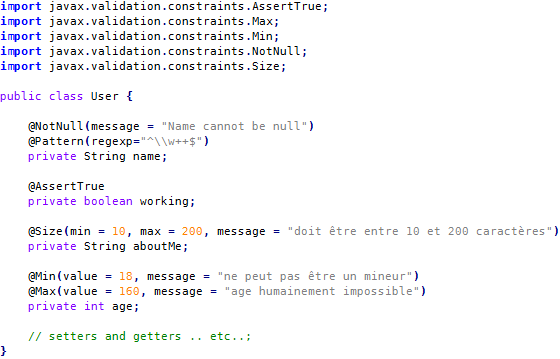 import javax.validation.constraints.AssertTrue;
import javax.validation.constraints.Max;
import javax.validation.constraints.Min;
import javax.validation.constraints.NotNull;
import javax.validation.constraints.Size;
public class User {
@NotNull(message = "Name cannot be null")
@Pattern(regexp="^\\w++$")
private String name;
@AssertTrue
private boolean working;
@Size(min = 10, max = 200, message = "doit être entre 10 et 200 caractères")
private String aboutMe;
@Min(value = 18, message = "ne peut pas être un mineur")
@Max(value = 160, message = "age humainement impossible")
private int age;
// setters and getters .. etc..;
}